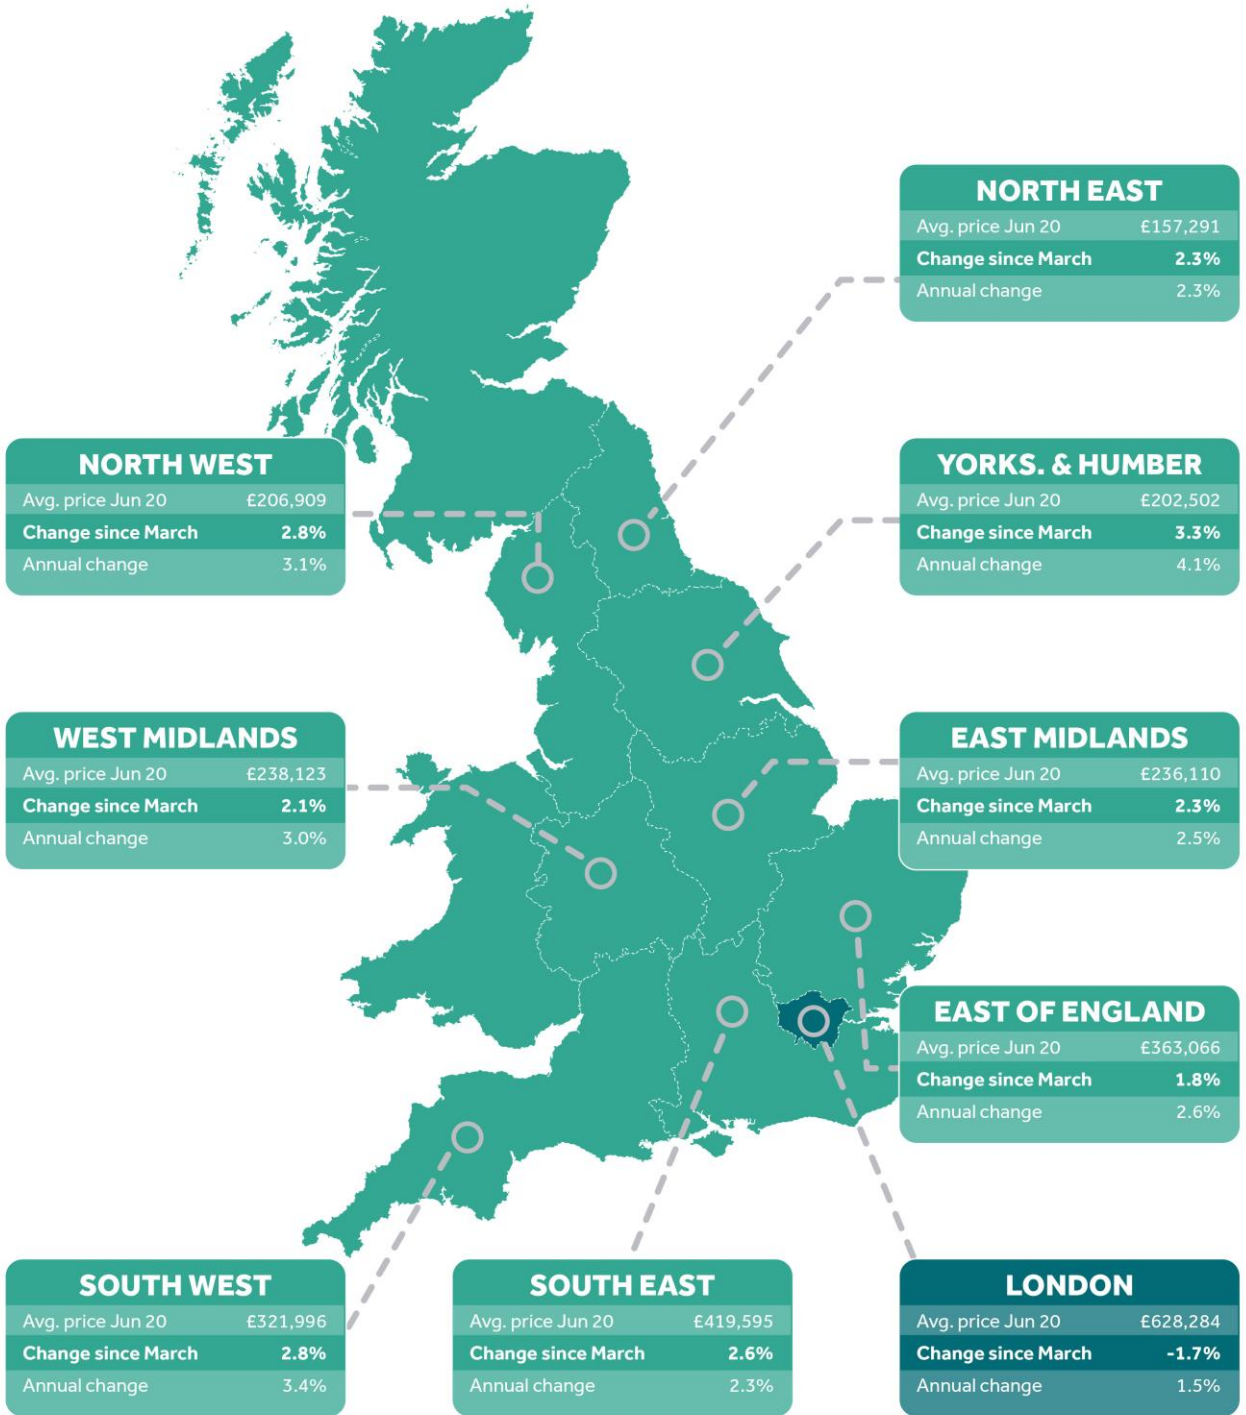 NORTH EAST
Avg. price Jun 20 £157,291
Change since March 2.3%
Annual change 2.3%
NORTH WEST
Avg. price Jun 20 £206,909
Change since March 2.8%
Annual change 3.1%
YORKS. & HUMBER
Avg. price Jun 20 £202,502
Change since March 3.3%
Annual change 4.1%
WEST MIDLANDS
Avg. price Jun 20 £238,123
Change since March 2.1%
Annual change 3.0%
EAST MIDLANDS
Avg. price Jun 20 £236,110
Change since March 2.3%
Annual change 2.5%
EAST OF ENGLAND
Avg. price Jun 20 £363,066
Change since March 1.8%
Annual change 2.6%
SOUTH WEST
Avg. price Jun 20 £321,996
Change since March 2.8%
Annual change 3.4%
SOUTH EAST
Avg. price Jun 20 £419,595
Change since March 2.6%
Annual change 2.3%
LONDON
Avg. price Jun 20 £628,284
Change since March -1.7%
Annual change 1.5%